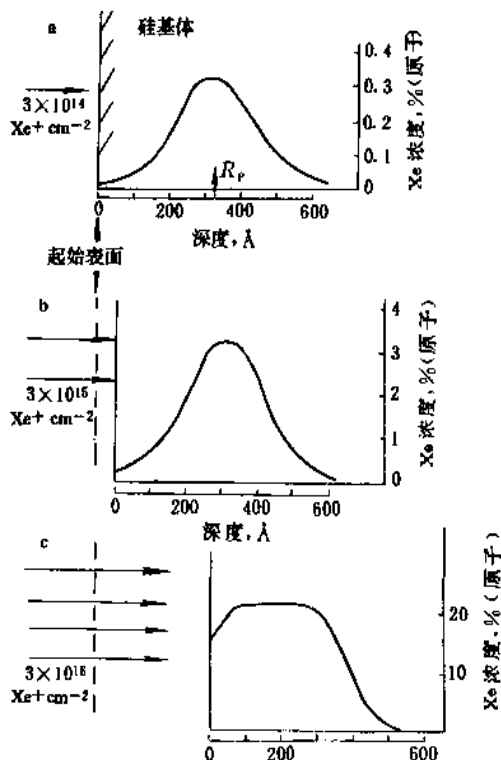 a
硅基体
3×10¹⁴
Xe+ cm⁻²
0.4
0.3
0.2
0.1
0
Xe 浓度,%(原子)
Rₚ
0 200 400 600
深度,Å
起始表面
b
3×10¹⁵
Xe+ cm⁻²
4
3
2
1
0
Xe 浓度,%(原子)
0 200 400 600
深度,Å
c
3×10¹⁶
Xe+ cm⁻²
20
10
Xe 浓度,%(原子)
0 200 400